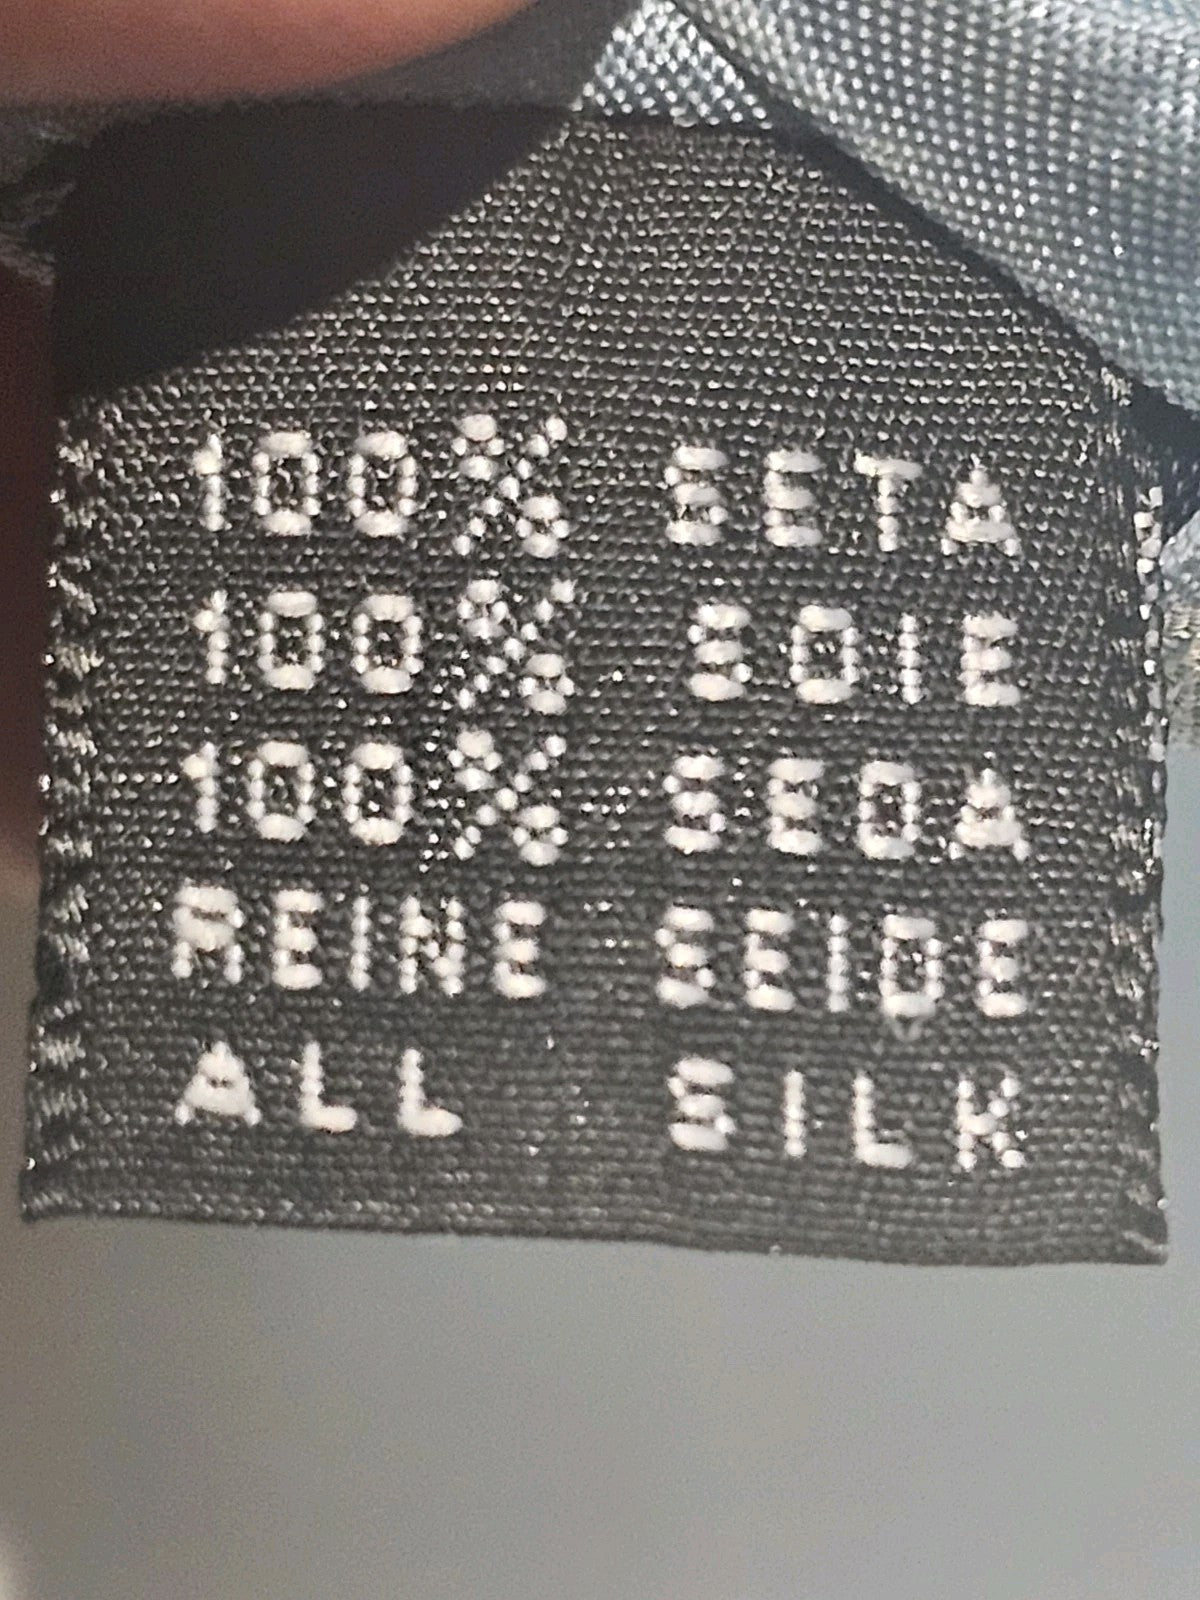 100% SETA
100% SOIE
100% SEDA
REINE SEIDE
ALL SILK